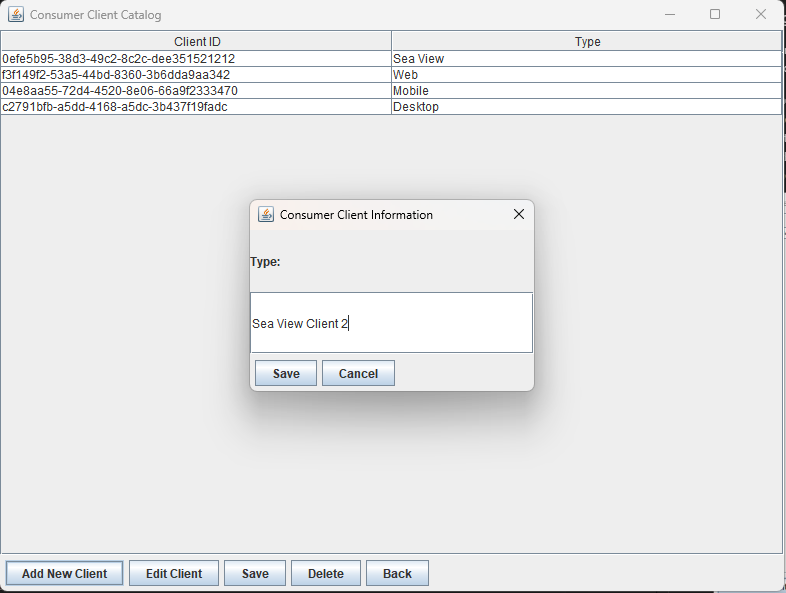 Consumer Client Catalog
Client ID Type
0efe5b95-38d3-49c2-8c2c-dee351521212 Sea View
f3f149f2-53a5-44bd-8360-3b6dda9aa342 Web
04e8aa55-72d4-4520-8e06-66a9f2333470 Mobile
c2791bfb-a5dd-4168-a5dc-3b437f19fadc Desktop
Consumer Client Information
Type:
Sea View Client 2
Save Cancel
Add New Client Edit Client Save Delete Back